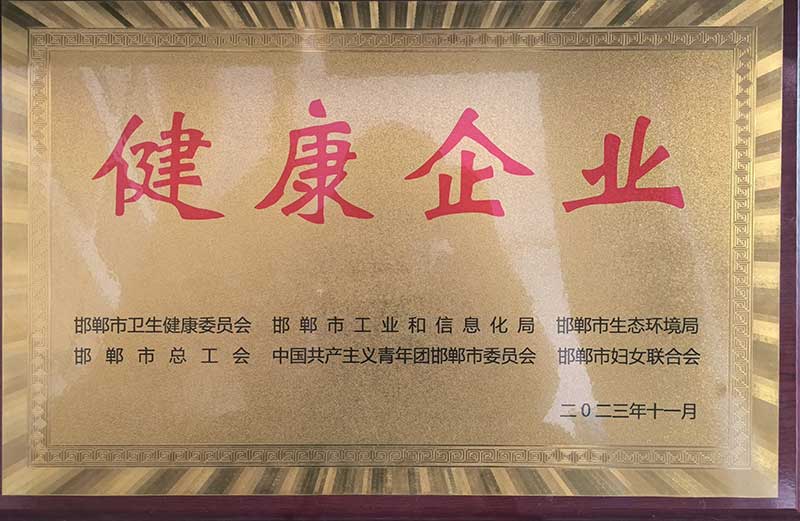 健康企业
邯郸市卫生健康委员会 邯郸市工业和信息化局 邯郸市生态环境局
邯郸市总工会 中国共产主义青年团邯郸市委员会 邯郸市妇女联合会
二0二三年十一月